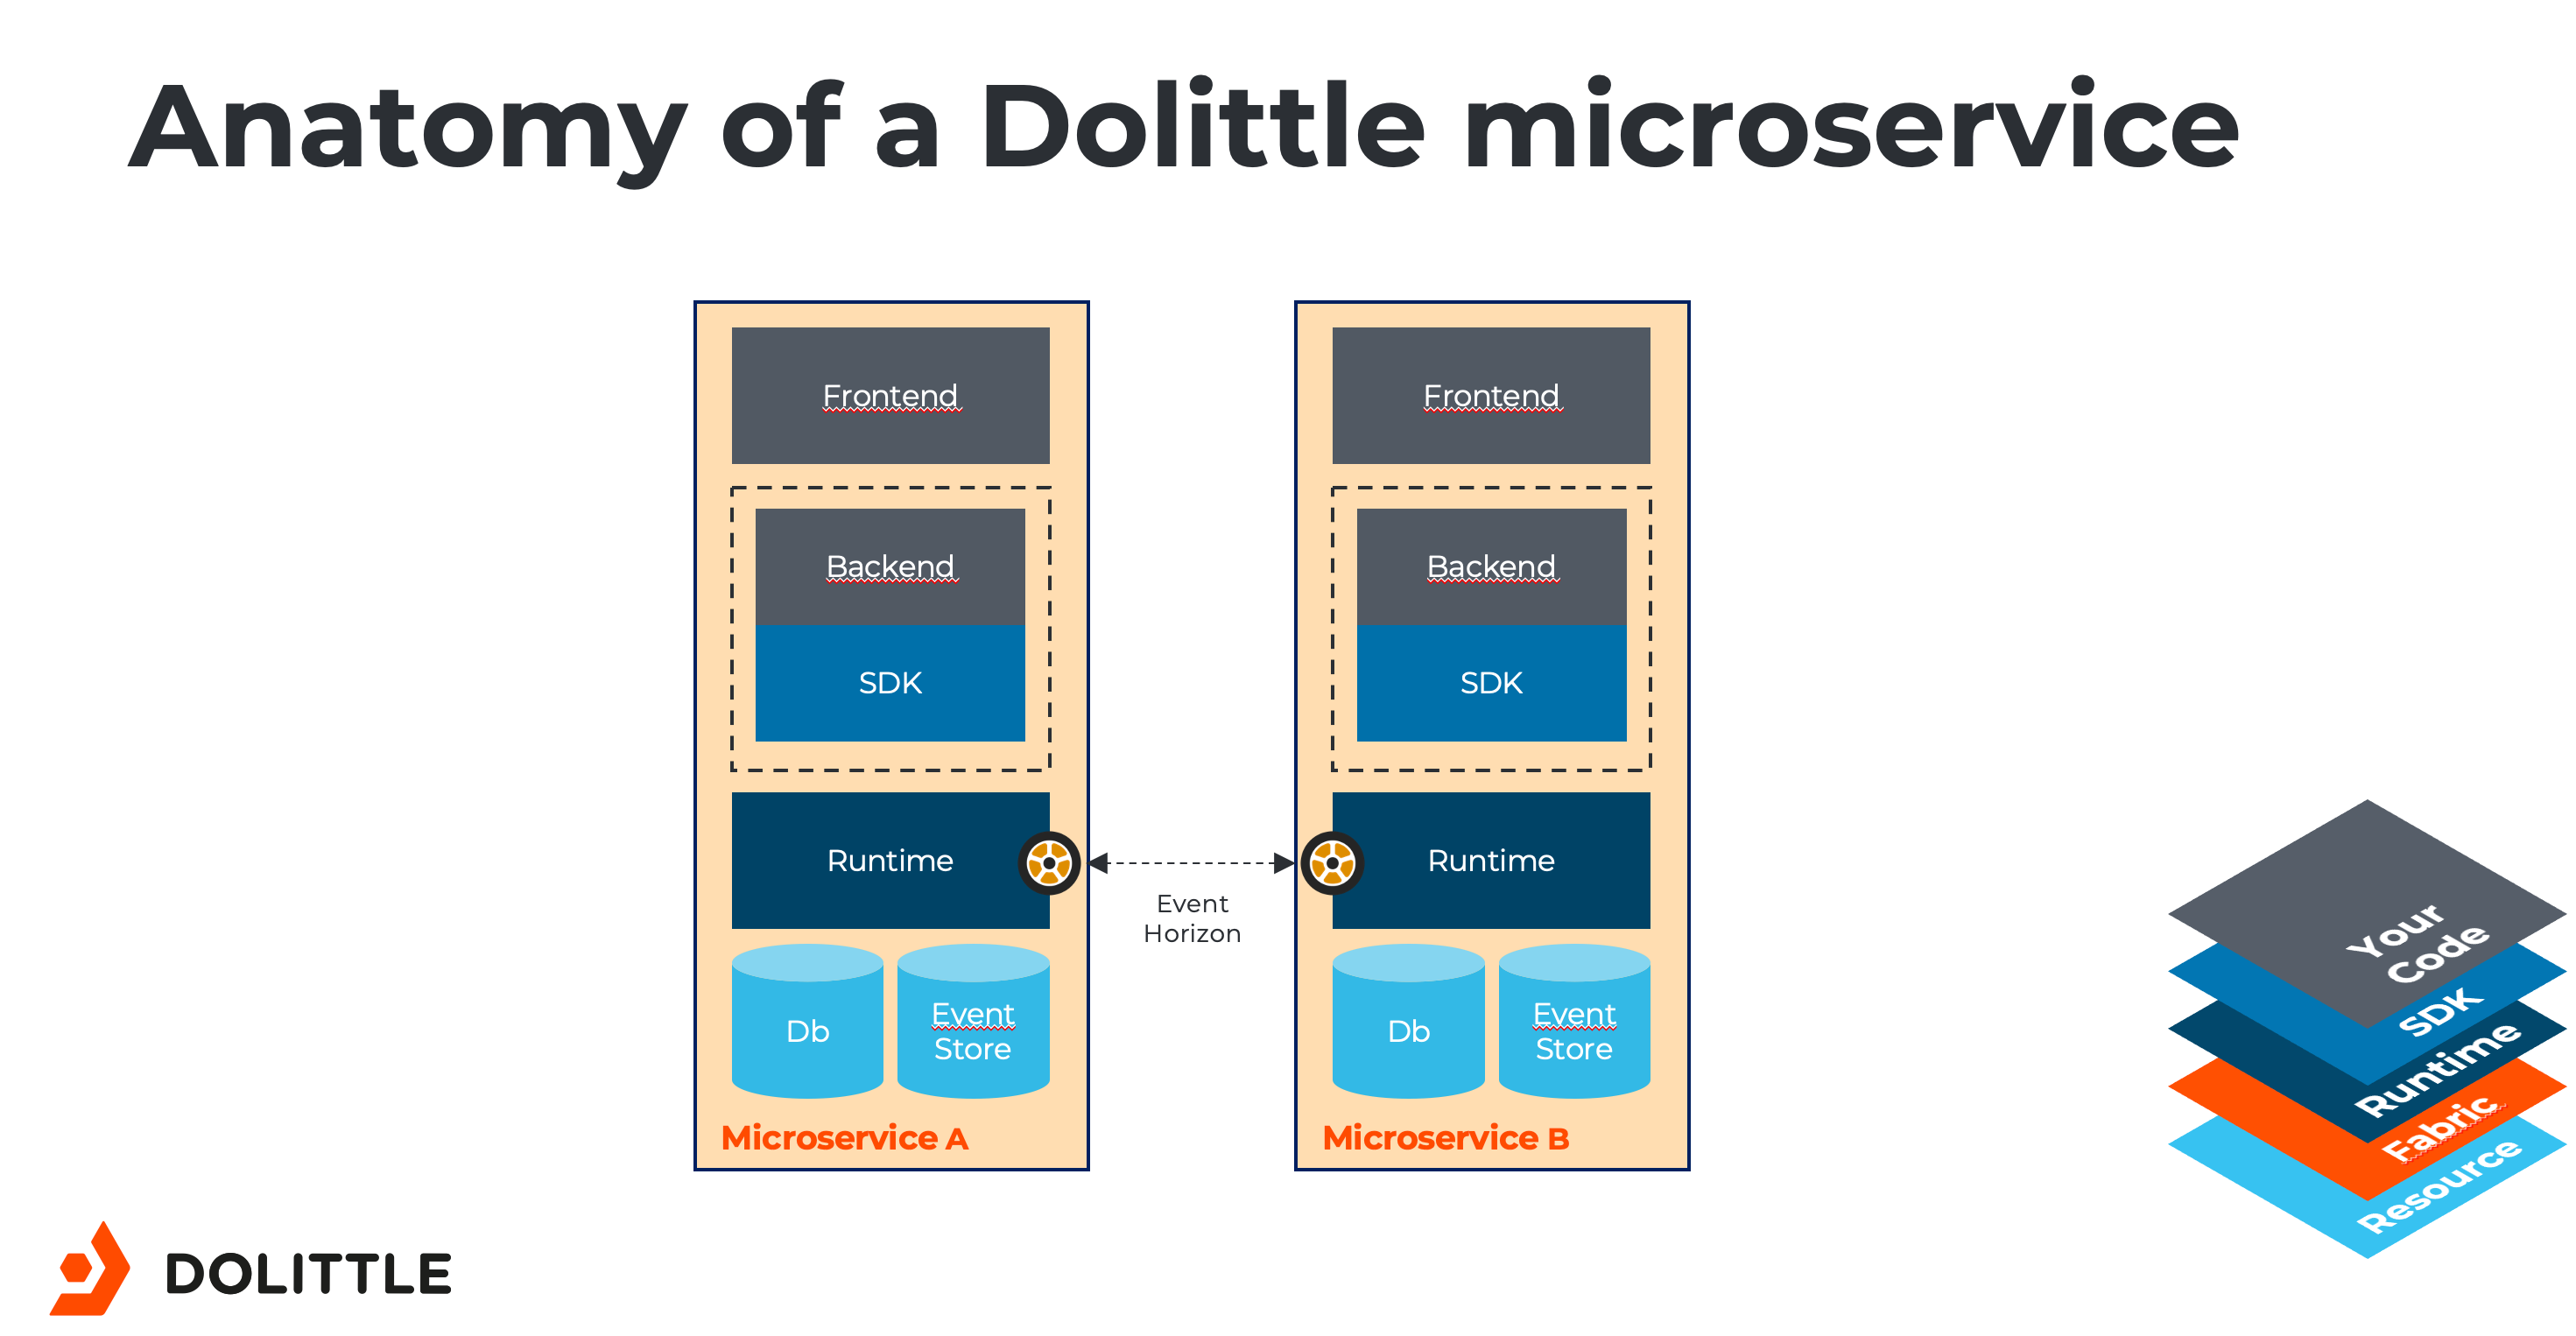 Anatomy of a Dolittle microservice
Frontend
Backend
SDK
Runtime
Db
Event
Store
Microservice A
Event
Horizon
Frontend
Backend
SDK
Runtime
Db
Event
Store
Microservice B
Your
Code
SDK
Runtime
Fabric
Resource
DOLITTLE